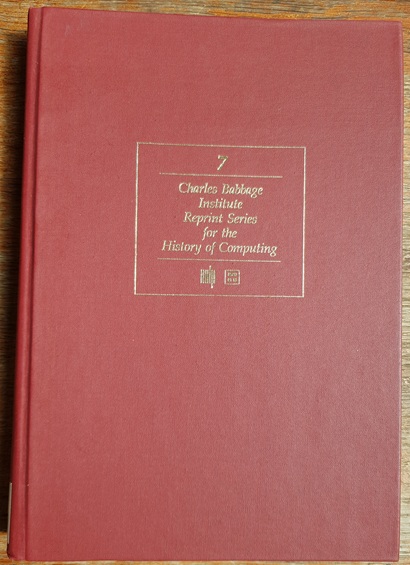 7
Charles Babbage
Institute
Reprint Series
for the
History of Computing